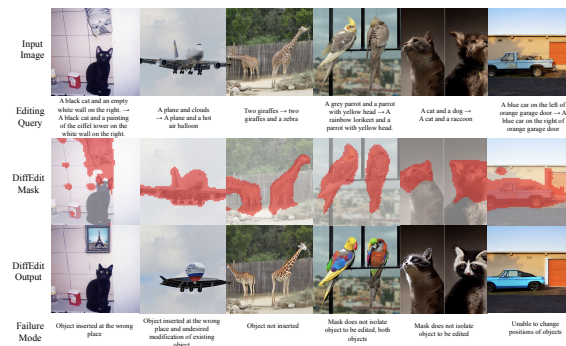 Input
Image
Editing
Query
A black cat and an empty
white wall on the right. →
A black cat and a painting
of the eiffel tower on the
white wall on the right.
A plane and clouds
→ A plane and a hot
air balloon
Two giraffes → two
giraffes and a zebra
A grey parrot and a parrot
with yellow head → A
rainbow lorikeet and a
parrot with yellow head.
A cat and a dog →
A cat and raccoon
A blue car on the left of
orange garage door → A
blue car on the right of
orange garage door
DiffEdit
Mask
DiffEdit
Output
Failure
Mode
Object inserted at the wrong
place
Object inserted at the wrong
place and undesired
modification of existing
object
Object not inserted
Mask does not isolate
object to be edited, both
objects
Mask does not isolate
object to be edited
Unable to change
positions of objects